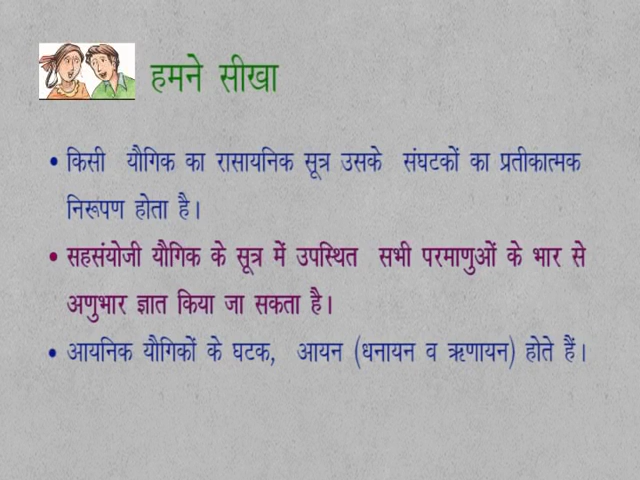 हमने सीखा
• किसी यौगिक का रासायनिक सूत्र उसके संघटकों का प्रतीकात्मक
निरूपण होता है।
• सहसंयोजी यौगिक के सूत्र में उपस्थित सभी परमाणुओं के भार से
अणुभार ज्ञात किया जा सकता है।
• आयनिक यौगिकों के घटक, आयन (धनायन व ऋणायन) होते हैं।